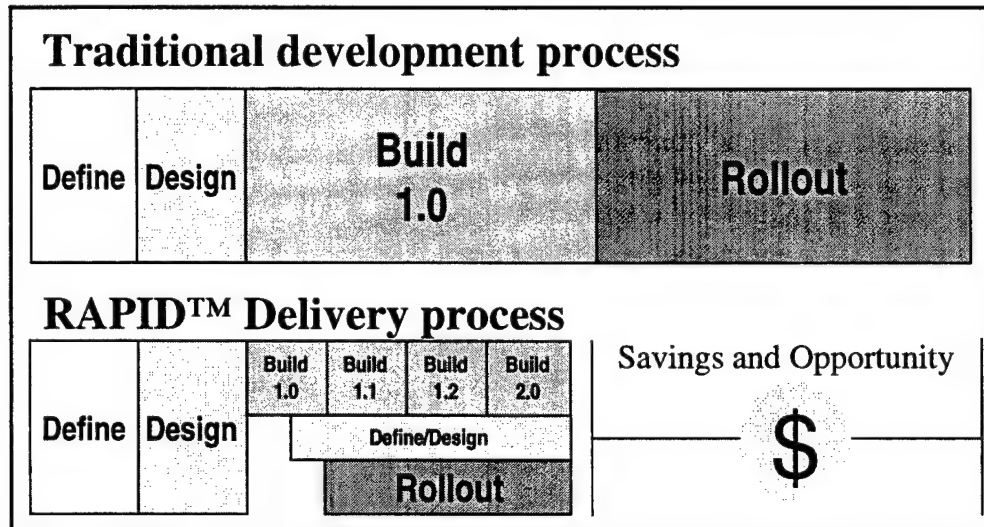 Traditional development process
Define
Design
Build
1.0
Rollout
RAPID™ Delivery process
Define
Design
Build
1.0
Build
1.1
Build
1.2
Build
2.0
Define/Design
Rollout
Savings and Opportunity
$